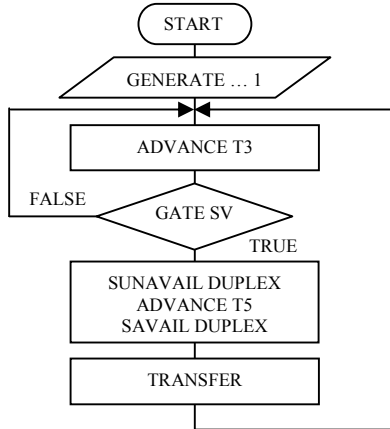 START
GENERATE … 1
ADVANCE T3
FALSE
GATE SV
TRUE
SUNAVAIL DUPLEX
ADVANCE T5
SAVAIL DUPLEX
TRANSFER